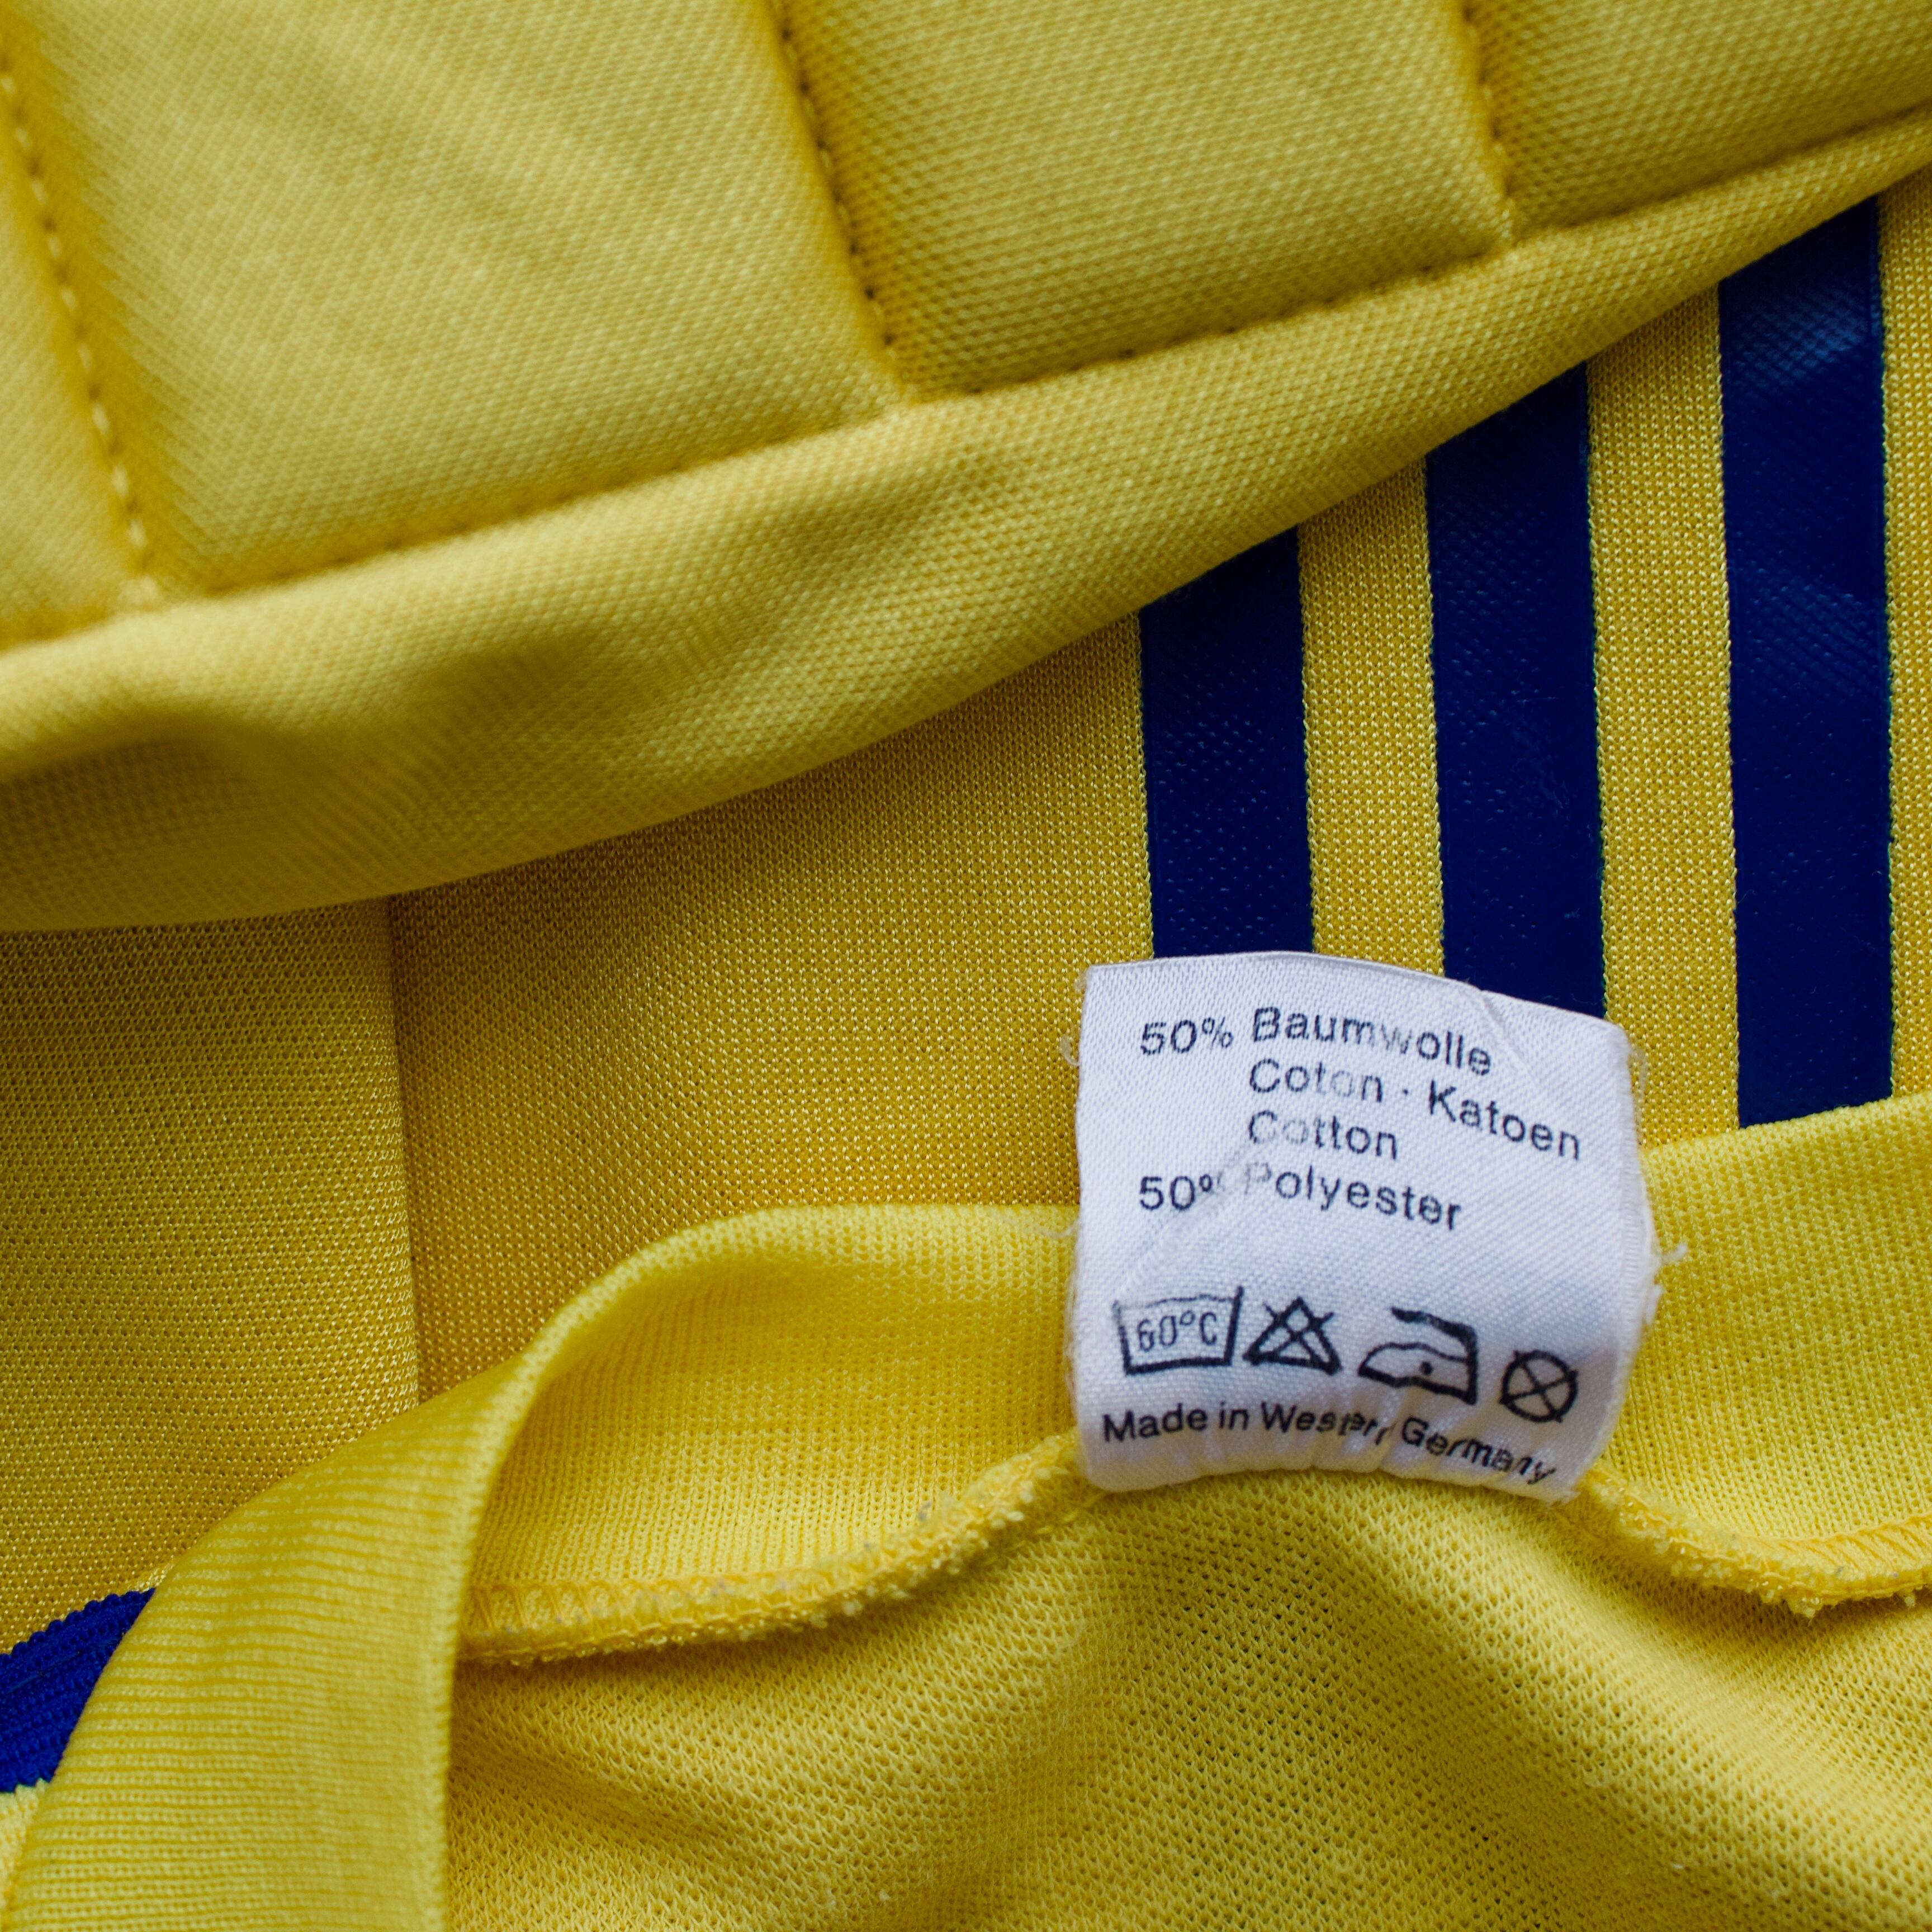 50% Baumwolle
Coton · Katoen
Cotton
50% Polyester
60°C
Made in Western Germany